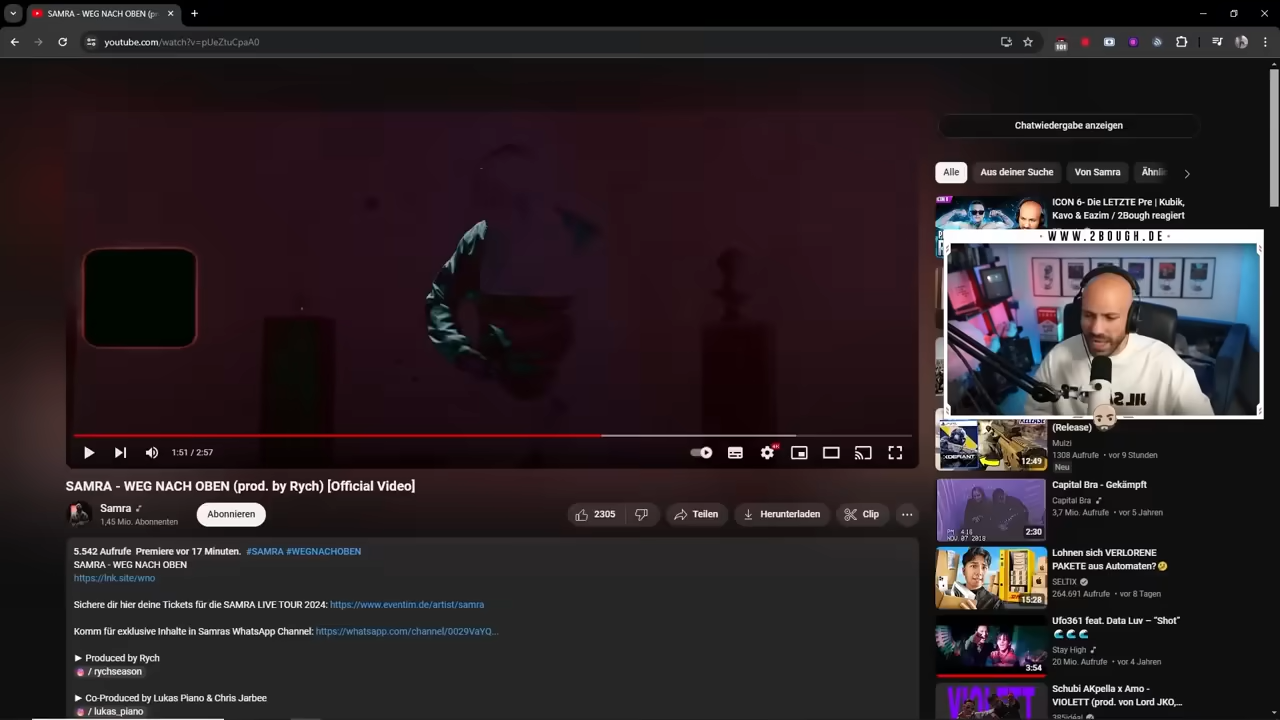 SAMRA - WEG NACH OBEN (pr
youtube.com/watch?v=pUeZtuCpaA0
101
Chatwiedergabe anzeigen
Alle
Aus deiner Suche
Von Samra
Ähnlic
ICON 6- Die LETZTE Pre | Kubik,
Kavo & Eazim / 2Bough reagiert
· WWW.2BOUGH.DE ·
(Release)
Mulzi
1308 Aufrufe • vor 9 Stunden
Neu
12:49
1:51 / 2:57
SAMRA - WEG NACH OBEN (prod. by Rych) [Official Video]
Samra
1,45 Mio. Abonnenten
Abonnieren
2305
Teilen
Herunterladen
Clip
5.542 Aufrufe Premiere vor 17 Minuten. #SAMRA #WEGNACHOBEN
SAMRA - WEG NACH OBEN
https://lnk.site/wno
Sichere dir hier deine Tickets für die SAMRA LIVE TOUR 2024: https://www.eventim.de/artist/samra
Komm für exklusive Inhalte in Samras WhatsApp Channel: https://whatsapp.com/channel/0029VaYQ...
► Produced by Rych
/ rychseason
► Co-Produced by Lukas Piano & Chris Jarbee
/ lukas_piano
Capital Bra - Gekämpft
Capital Bra
3,7 Mio. Aufrufe • vor 5 Jahren
2:30
Lohnen sich VERLORENE
PAKETE aus Automaten?🤣
SELTIX
264.691 Aufrufe • vor 8 Tagen
15:28
Ufo361 feat. Data Luv – “Shot”
🌊🌊🌊
Stay High
20 Mio. Aufrufe • vor 4 Jahren
3:54
Schubi AKpella x Amo -
VIOLETT (prod. von Lord JKO,...
385idéal
VIOLETT